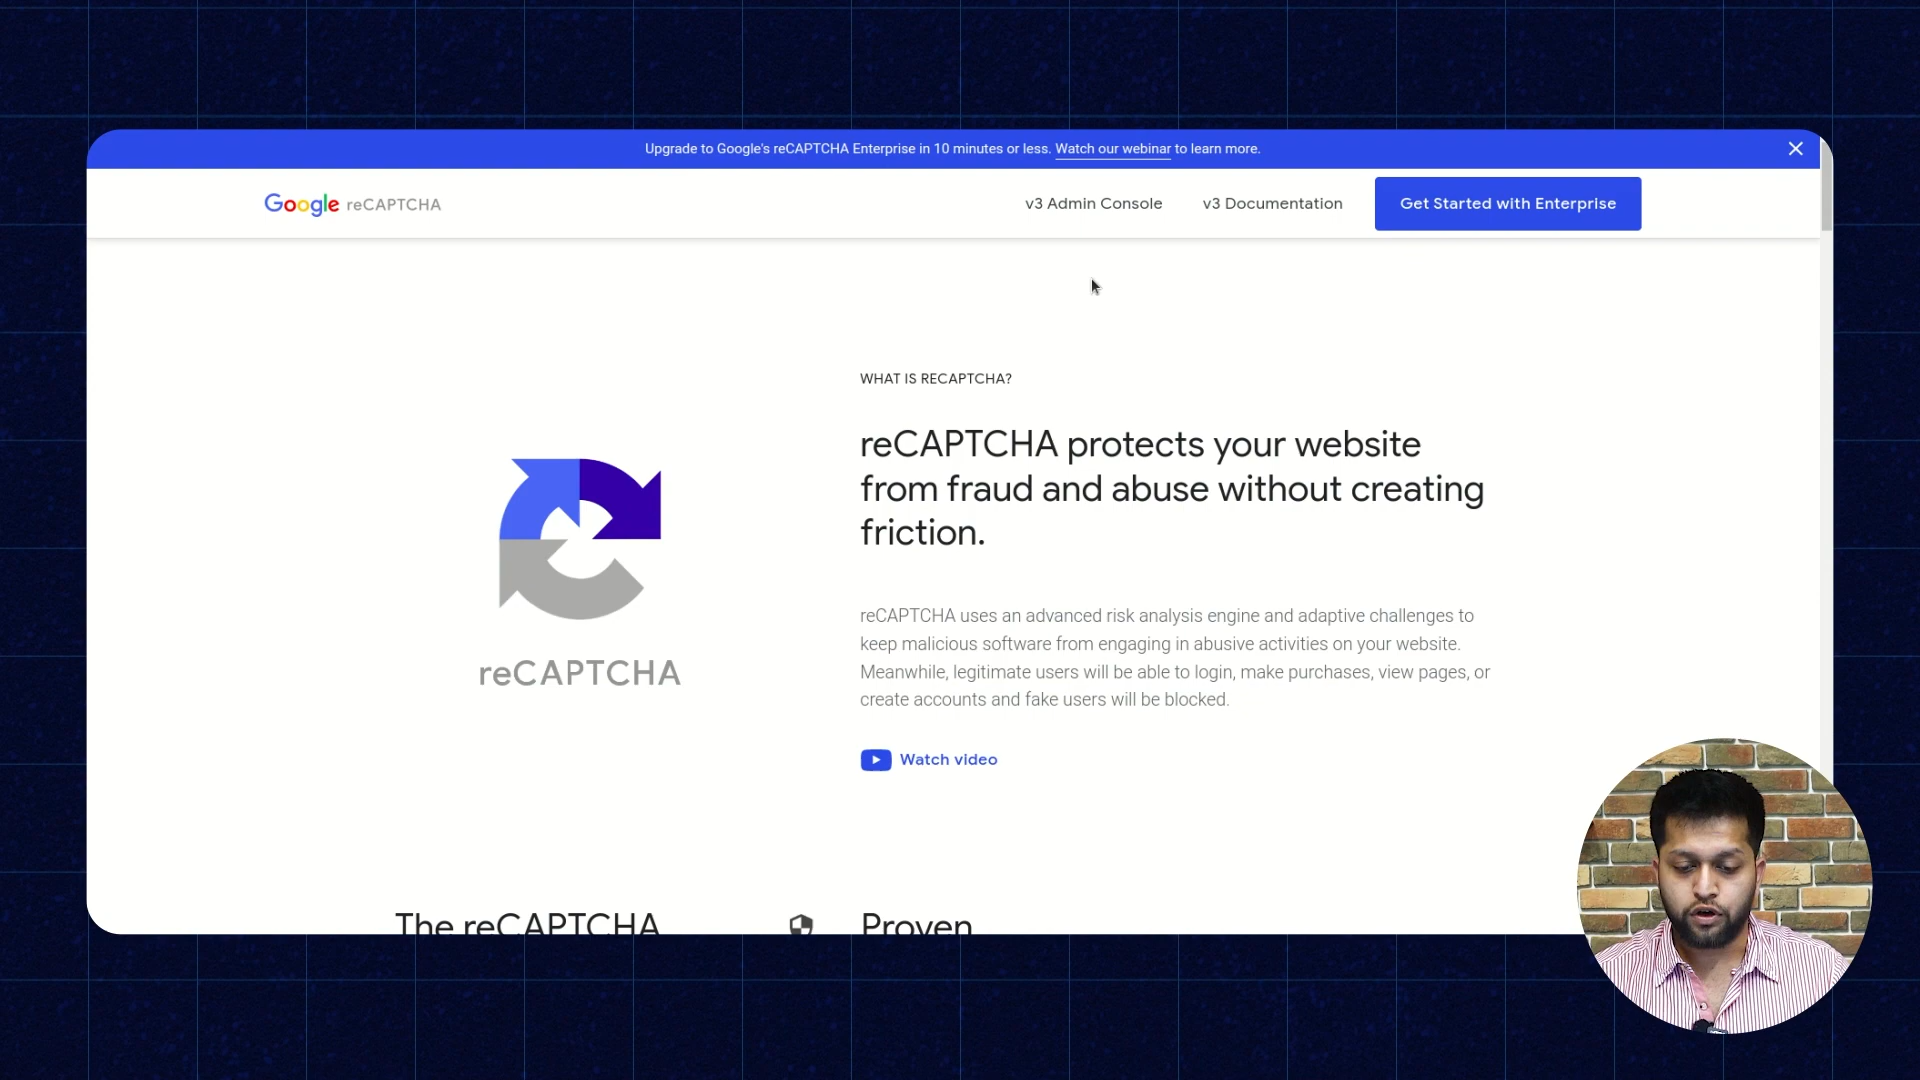 Upgrade to Google's reCAPTCHA Enterprise in 10 minutes or less. Watch our webinar to learn more.
Google reCAPTCHA
v3 Admin Console
v3 Documentation
Get Started with Enterprise
WHAT IS RECAPTCHA?
reCAPTCHA protects your website
from fraud and abuse without creating
friction.
reCAPTCHA
reCAPTCHA uses an advanced risk analysis engine and adaptive challenges to
keep malicious software from engaging in abusive activities on your website.
Meanwhile, legitimate users will be able to login, make purchases, view pages, or
create accounts and fake users will be blocked.
Watch video
The reCAPTCHA
Proven